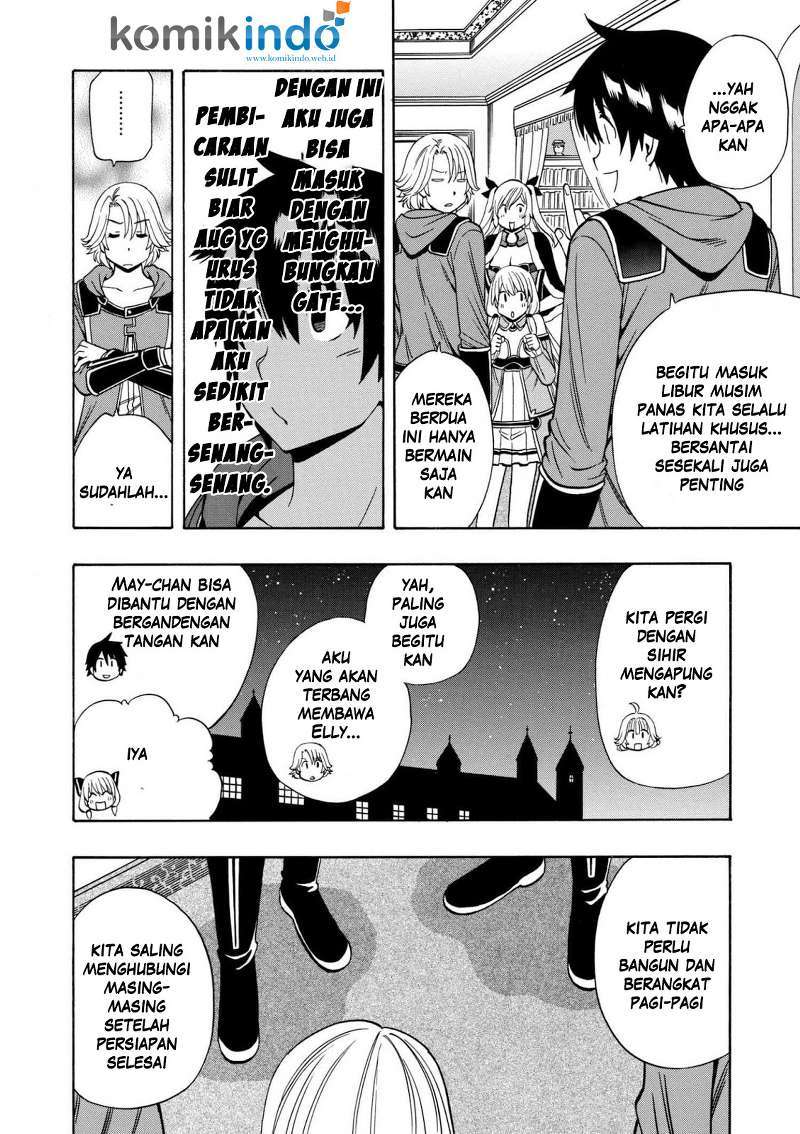 komikindo
www.komikindo.web.id
...YAH
NGGAK
APA-APA
KAN
BEGITU MASUK
LIBUR MUSIM
PANAS KITA SELALU
LATIHAN KHUSUS...
BERSANTAI
SESEKALI JUGA
PENTING
MEREKA
BERDUA
INI HANYA
BERMAIN
SAJA
KAN
DENGAN INI
AKU JUGA
BISA
MASUK
DENGAN
MENGHU-
BUNGKAN
GATE...
PEMBI-
CARAAN
SULIT
BIAR
AUG YG
URUS
TIDAK
APA KAN
AKU
SEDIKIT
BER-
SENANG-
SENANG.
........
YA
SUDAHLAH...
KITA PERGI
DENGAN
SIHIR
MENGAPUNG
KAN?
YAH,
PALING
JUGA
BEGITU
KAN
AKU
YANG AKAN
TERBANG
MEMBAWA
ELLY...
MAY-CHAN BISA
DIBANTU DENGAN
BERGANDENGAN
TANGAN KAN
IYA
KITA TIDAK
PERLU
BANGUN DAN
BERANGKAT
PAGI-PAGI
KITA SALING
MENGHUBUNGI
MASING-
MASING
SETELAH
PERSIAPAN
SELESAI